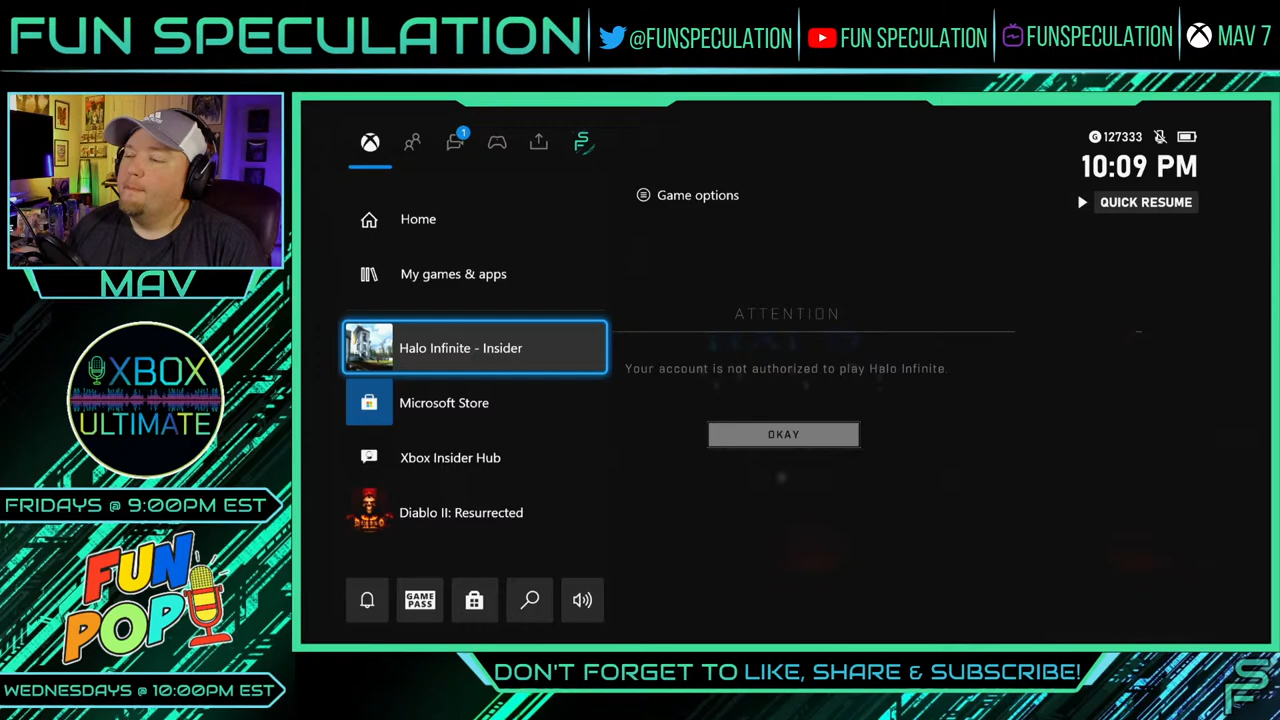 FUN SPECULATION
@FUNSPECULATION
FUN SPECULATION
FUNSPECULATION
MAV 7
MAV
XBOX
ULTIMATE
FRIDAYS @ 9:00PM EST
FUN
POP
WEDNESDAYS @ 10:00PM EST
1
G 127333
10:09 PM
QUICK RESUME
Home
My games & apps
Halo Infinite - Insider
Microsoft Store
Xbox Insider Hub
Diablo II: Resurrected
GAME
PASS
Game options
ATTENTION
Your account is not authorized to play Halo Infinite.
OKAY
DON'T FORGET TO LIKE, SHARE & SUBSCRIBE!